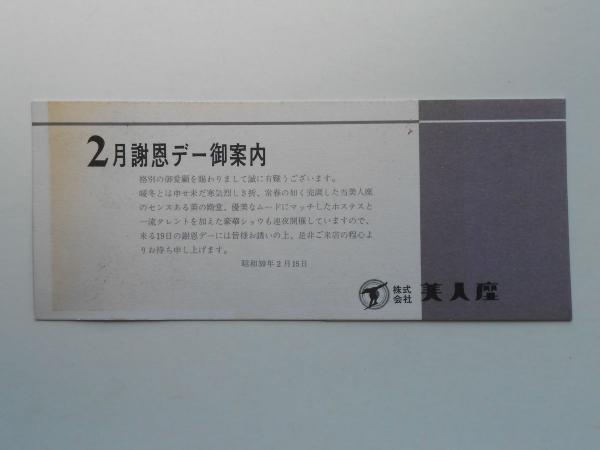 2月謝恩デー御案内
格別の御愛顧を賜わりまして誠に有難うございます。
暖冬とは申せ未だ寒気烈しき折、常春の如く完調した当美人座
のセンスある美の殿堂、優美なムードにマッチしたホステスと
一流タレントを加えた豪華ショウも連夜開催していますので、
来る19日の謝恩デーには皆様お誘いの上、是非ご来店の程心よ
りお待ち申し上げます。
昭和39年2月15日
株式会社 美人座